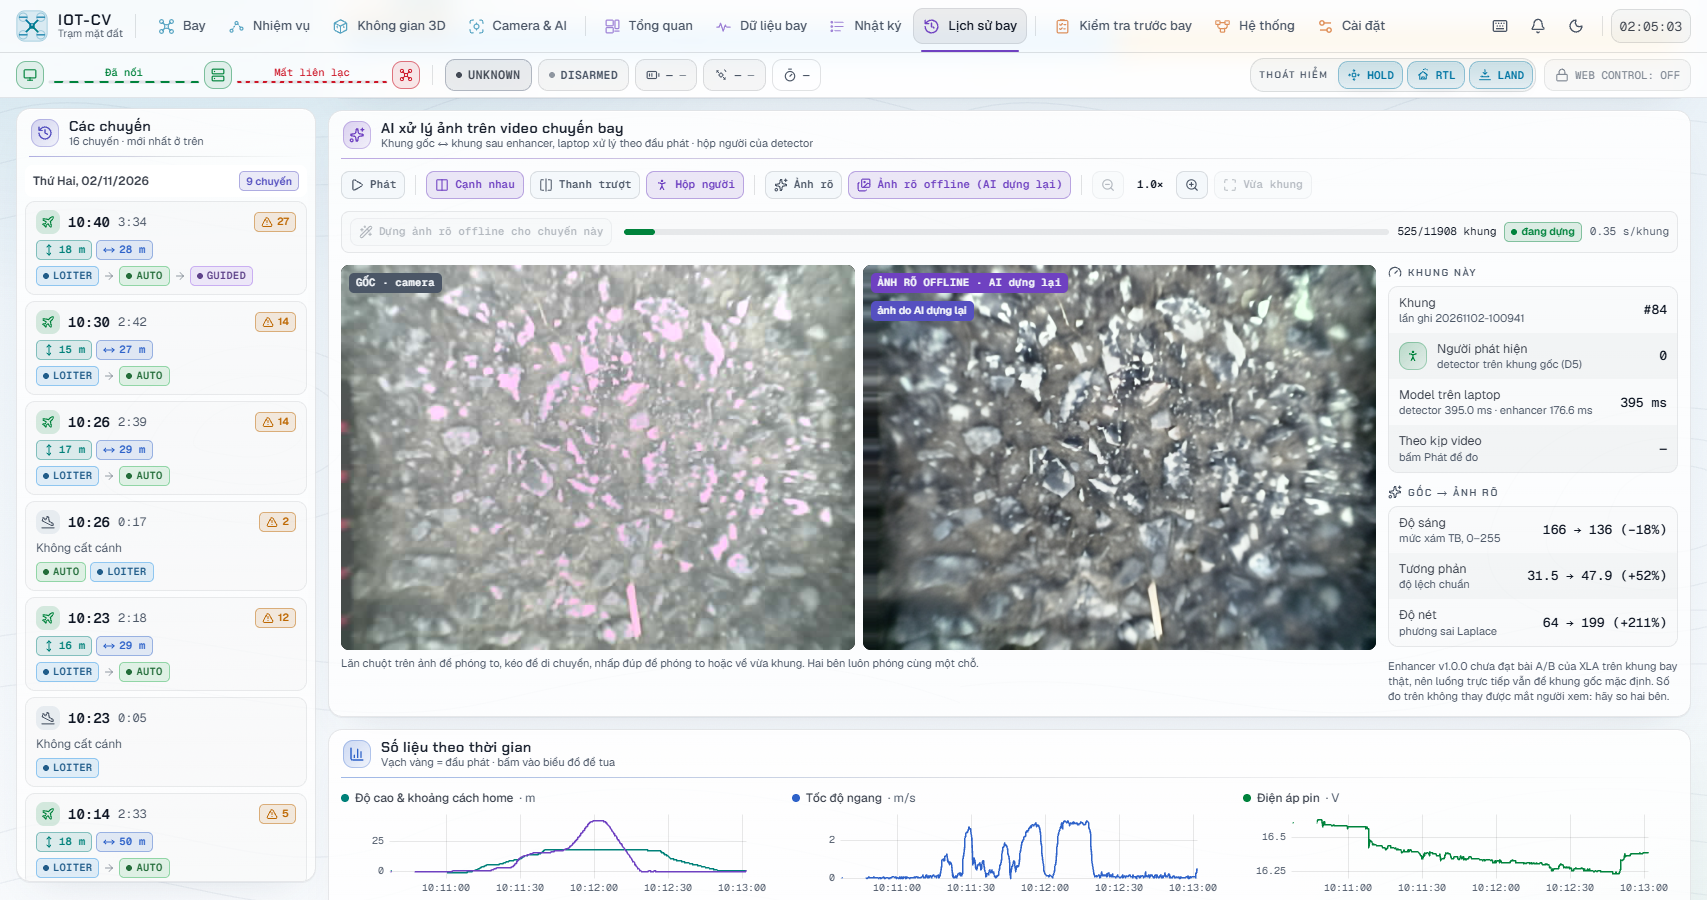 IOT-CV
Trạm mặt đất
Bay
Nhiệm vụ
Không gian 3D
Camera & AI
Tổng quan
Dữ liệu bay
Nhật ký
Lịch sử bay
Kiểm tra trước bay
Hệ thống
Cài đặt
02:05:03
Đã nối
Mất liên lạc
UNKNOWN
DISARMED
— —
— —
—
THOÁT HIỂM
HOLD
RTL
LAND
WEB CONTROL: OFF
Các chuyến
16 chuyến · mới nhất ở trên
Thứ Hai, 02/11/2026
9 chuyến
10:40 3:34
27
18 m
28 m
LOITER → AUTO → GUIDED
10:30 2:42
14
15 m
27 m
LOITER → AUTO
10:26 2:39
14
17 m
29 m
LOITER → AUTO
10:26 0:17
2
Không cất cánh
AUTO
LOITER
10:23 2:18
12
16 m
29 m
LOITER → AUTO
10:23 0:05
Không cất cánh
LOITER
10:14 2:33
5
18 m
50 m
LOITER → AUTO
AI xử lý ảnh trên video chuyến bay
Khung gốc ↔ khung sau enhancer, laptop xử lý theo đầu phát · hộp người của detector
Phát
Cạnh nhau
Thanh trượt
Hộp người
Ảnh rõ
Ảnh rõ offline (AI dựng lại)
1.0×
Vừa khung
Dựng ảnh rõ offline cho chuyến này
525/11908 khung
đang dựng
0.35 s/khung
GỐC · camera
ẢNH RÕ OFFLINE · AI dựng lại
ảnh do AI dựng lại
Lăn chuột trên ảnh để phóng to, kéo để di chuyển, nhấp đúp để phóng to hoặc về vừa khung. Hai bên luôn phóng cùng một chỗ.
KHUNG NÀY
Khung
lần ghi 20261102-100941
#84
Người phát hiện
detector trên khung gốc (D5)
0
Model trên laptop
detector 395.0 ms · enhancer 176.6 ms
395 ms
Theo kịp video
bấm Phát để đo
—
GỐC → ẢNH RÕ
Độ sáng
mức xám TB, 0–255
166 → 136 (−18%)
Tương phản
độ lệch chuẩn
31.5 → 47.9 (+52%)
Độ nét
phương sai Laplace
64 → 199 (+211%)
Enhancer v1.0.0 chưa đạt bài A/B của XLA trên khung bay
thật, nên luồng trực tiếp vẫn để khung gốc mặc định. Số
đo trên không thay được mắt người xem: hãy so hai bên.
Số liệu theo thời gian
Vạch vàng = đầu phát · bấm vào biểu đồ để tua
Độ cao & khoảng cách home · m
25
0
10:11:00
10:11:30
10:12:00
10:12:30
10:13:00
Tốc độ ngang · m/s
2
0
10:11:00
10:11:30
10:12:00
10:12:30
10:13:00
Điện áp pin · V
16.5
16.25
10:11:00
10:11:30
10:12:00
10:12:30
10:13:00